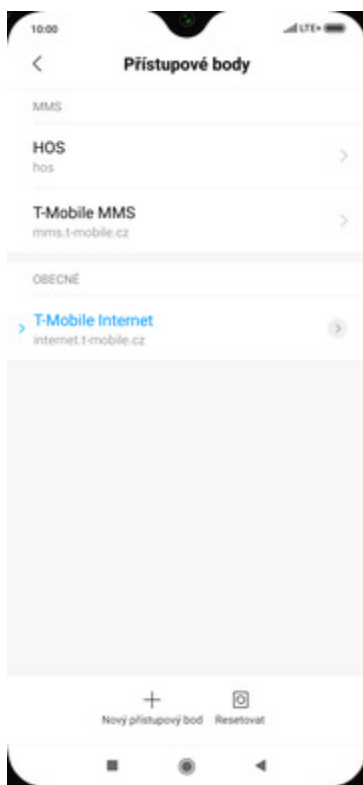 10:00
LTE+
Přístupové body
MMS
HOS
hos
T-Mobile MMS
mms.t-mobile.cz
OBECNÉ
T-Mobile Internet
internet.t-mobile.cz
Nový přístupový bod
Resetovat